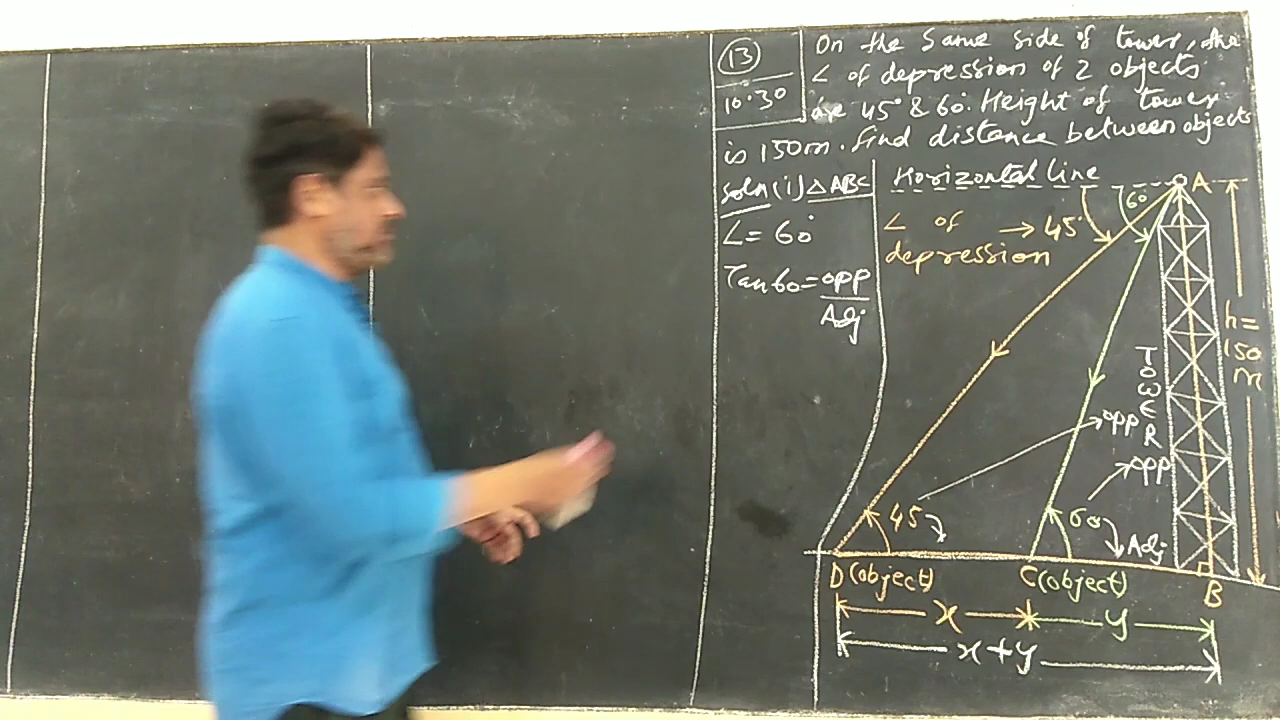 13
10.30
On the same side of tower, the
∠ of depression of 2 objects
are 45° & 60°. Height of tower
is 150m. find distance between objects
soln (i) △ABC
∠= 60°
Tan60=opp
Adj
Horizontal line
A
60
∠ of → 45°
depression
h=
150
m
TOWER
opp
opp
45
60
Adj
D(object)
C(object)
B
x
y
x+y